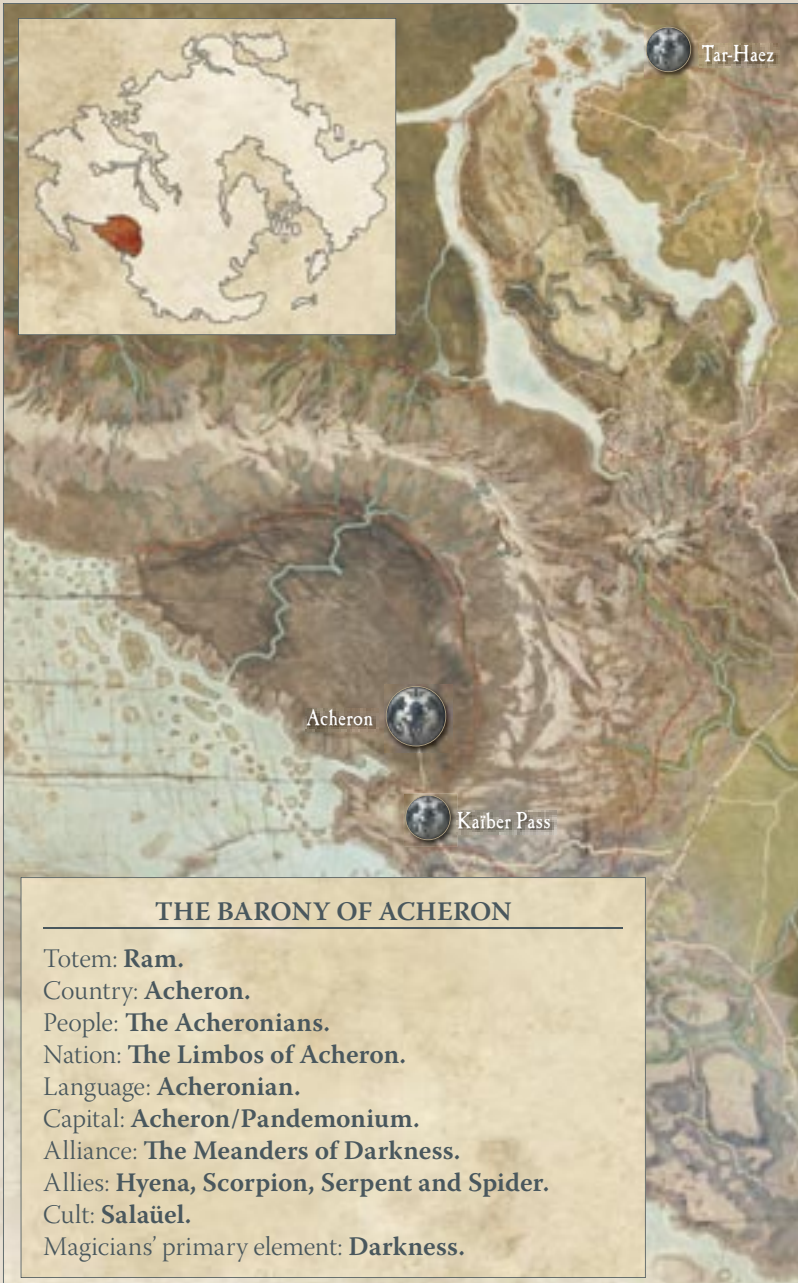 Tar-Haez
Acheron
Kaïber Pass
THE BARONY OF ACHERON
Totem: Ram.
Country: Acheron.
People: The Acheronians.
Nation: The Limbos of Acheron.
Language: Acheronian.
Capital: Acheron/Pandemonium.
Alliance: The Meanders of Darkness.
Allies: Hyena, Scorpion, Serpent and Spider.
Cult: Salaüel.
Magicians' primary element: Darkness.